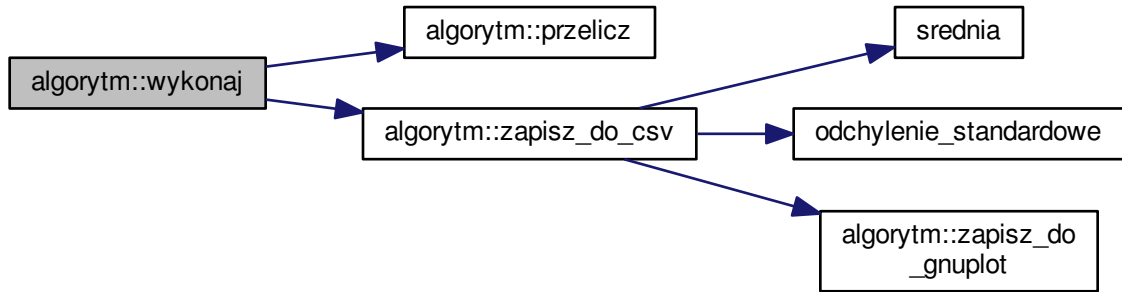 algorytm::wykonaj
algorytm::przelicz
algorytm::zapisz_do_csv
srednia
odchylenie_standardowe
algorytm::zapisz_do
_gnuplot